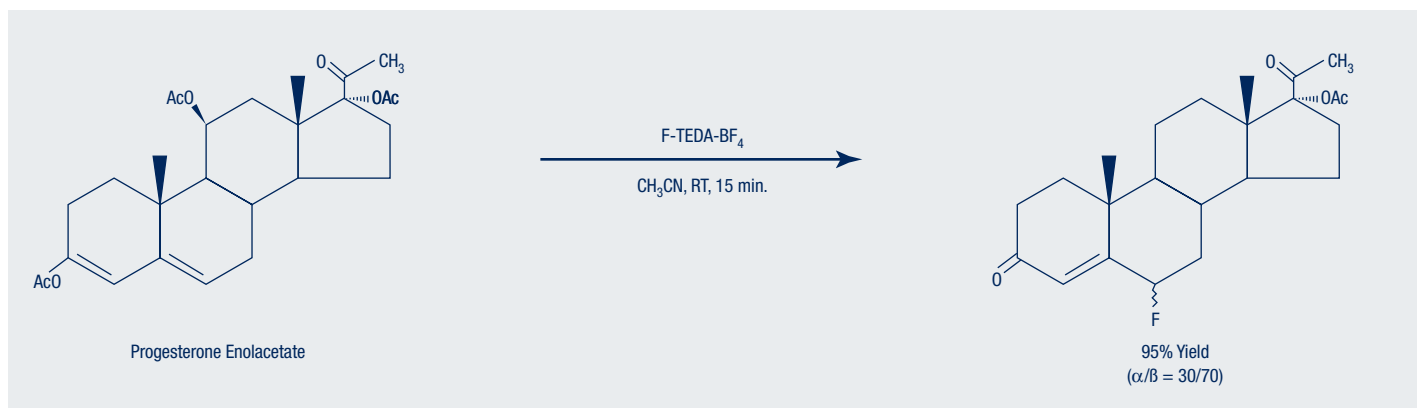 O
CH₃
AcO
OAc
AcO
Progesterone Enolacetate
F-TEDA-BF₄
CH₃CN, RT, 15 min.
O
CH₃
OAc
O
F
95% Yield
(α/ß = 30/70)